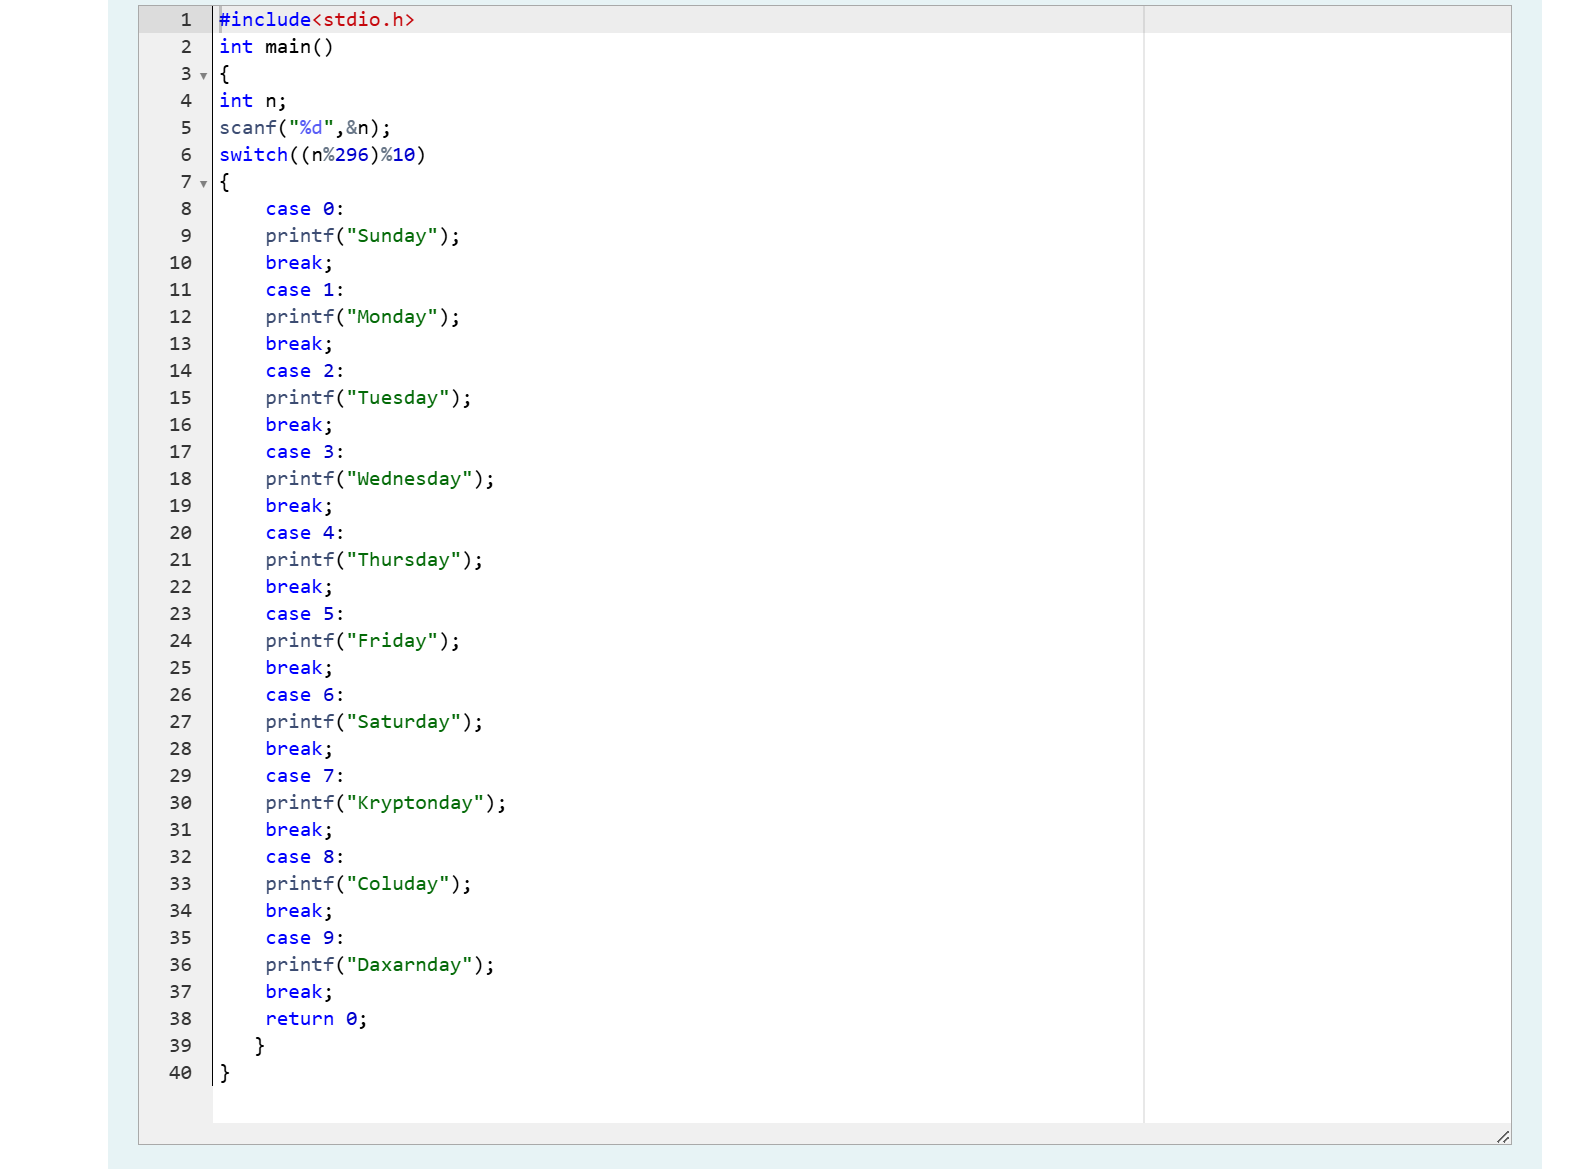 1 #include<stdio.h>
2 int main()
3 {
4 int n;
5 scanf("%d",&n);
6 switch((n%296)%10)
7 {
8     case 0:
9     printf("Sunday");
10     break;
11     case 1:
12     printf("Monday");
13     break;
14     case 2:
15     printf("Tuesday");
16     break;
17     case 3:
18     printf("Wednesday");
19     break;
20     case 4:
21     printf("Thursday");
22     break;
23     case 5:
24     printf("Friday");
25     break;
26     case 6:
27     printf("Saturday");
28     break;
29     case 7:
30     printf("Kryptonday");
31     break;
32     case 8:
33     printf("Coluday");
34     break;
35     case 9:
36     printf("Daxarnday");
37     break;
38     return 0;
39    }
40 }